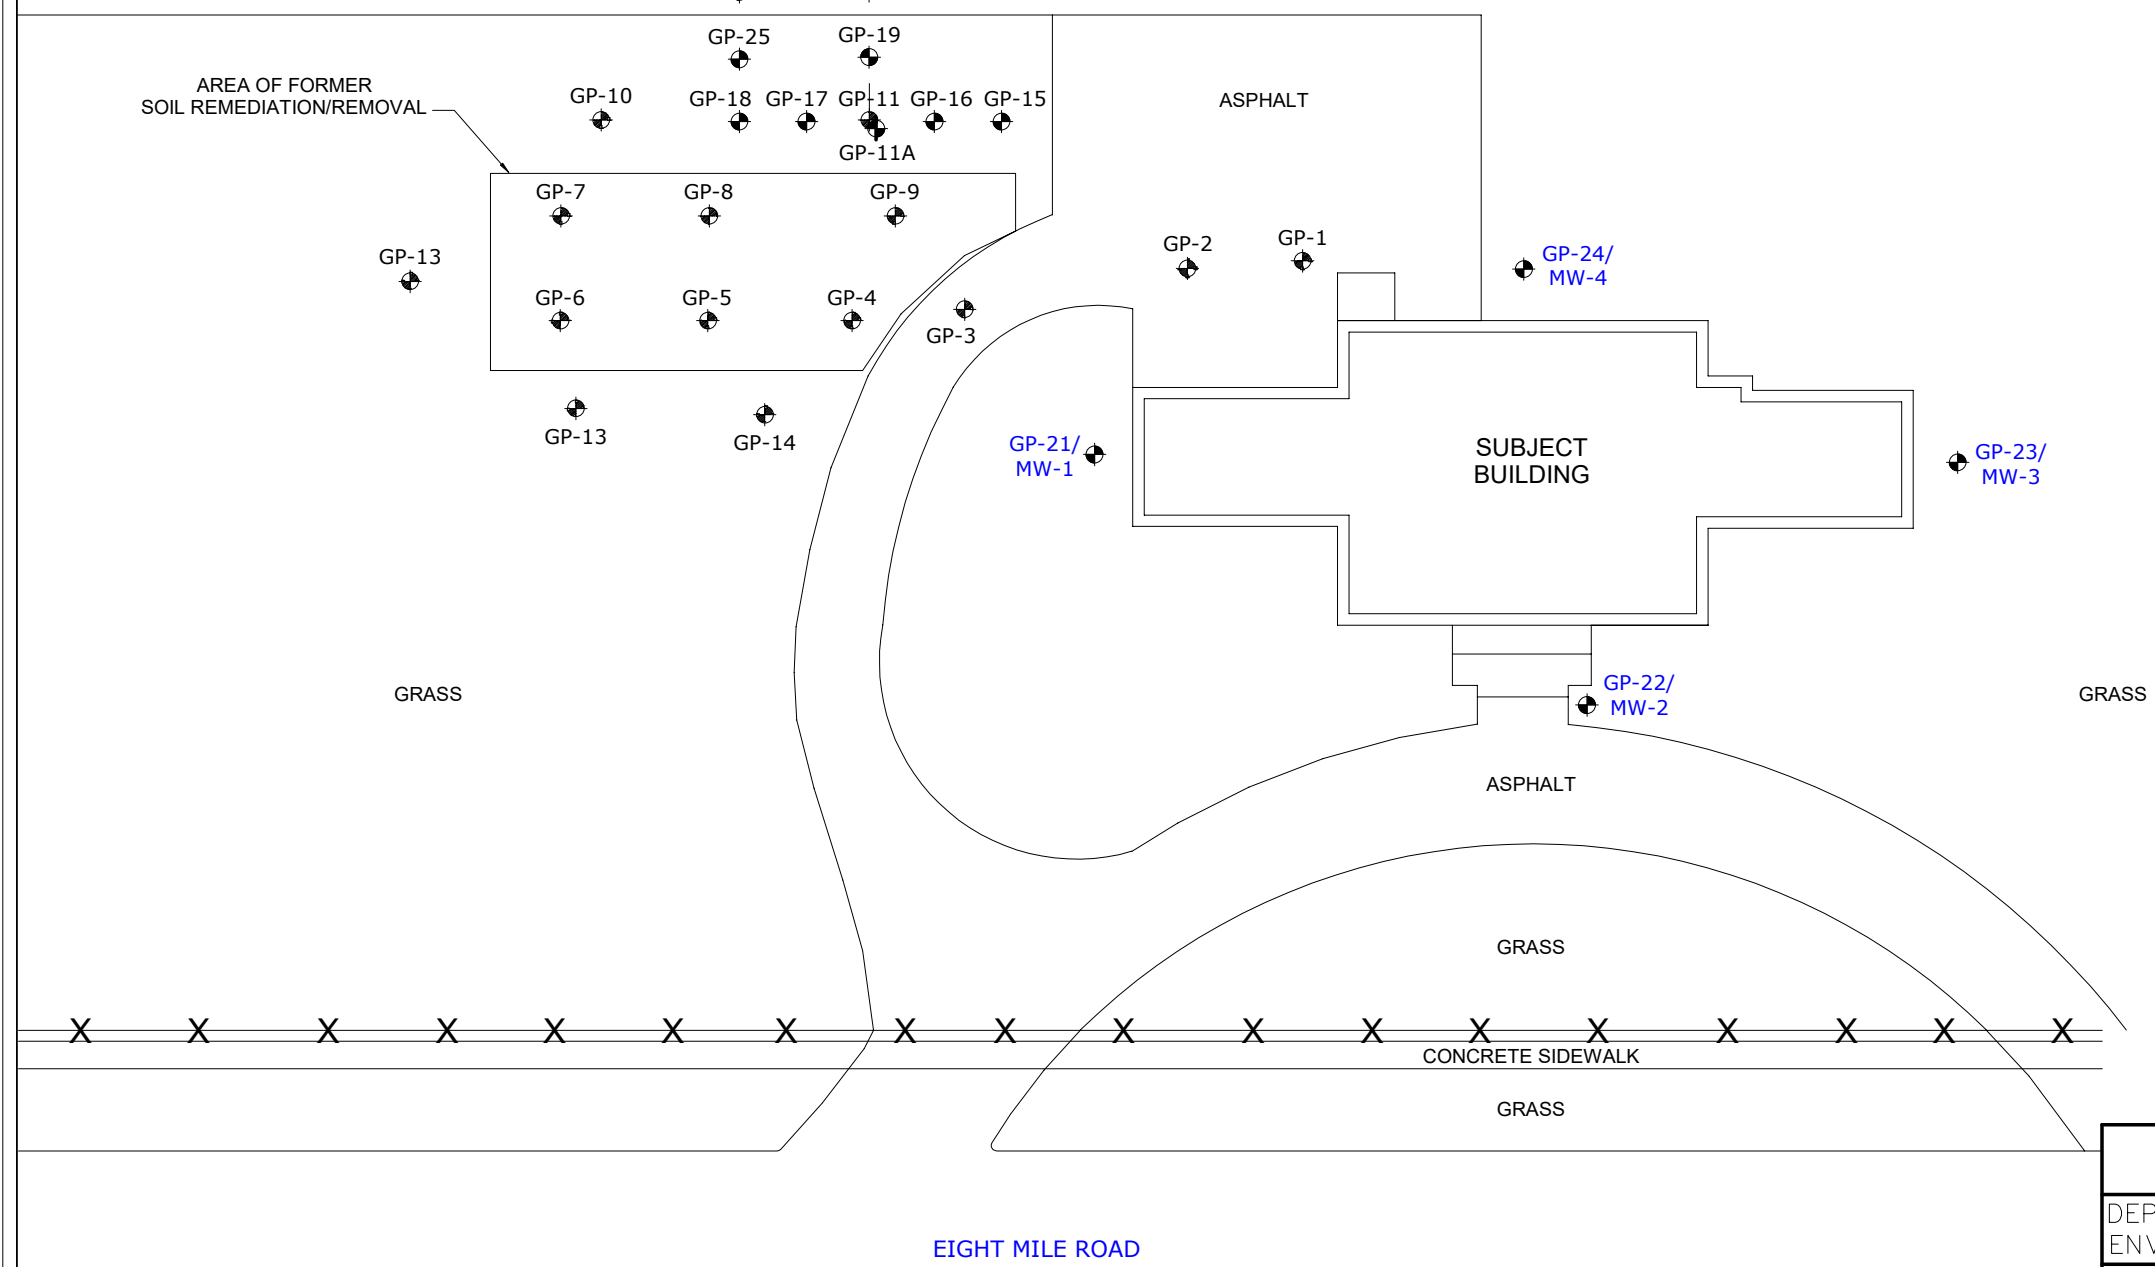 GP-25
GP-19
AREA OF FORMER
SOIL REMEDIATION/REMOVAL
GP-10
GP-18
GP-17
GP-11
GP-16
GP-15
ASPHALT
GP-11A
GP-7
GP-8
GP-9
GP-13
GP-2
GP-1
GP-24/
MW-4
GP-6
GP-5
GP-4
GP-3
GP-13
GP-14
GP-21/
MW-1
SUBJECT
BUILDING
GP-23/
MW-3
GRASS
GP-22/
MW-2
GRASS
ASPHALT
GRASS
X X X X X X X X X X X X X X X X X X
CONCRETE SIDEWALK
GRASS
EIGHT MILE ROAD
DEP
ENV